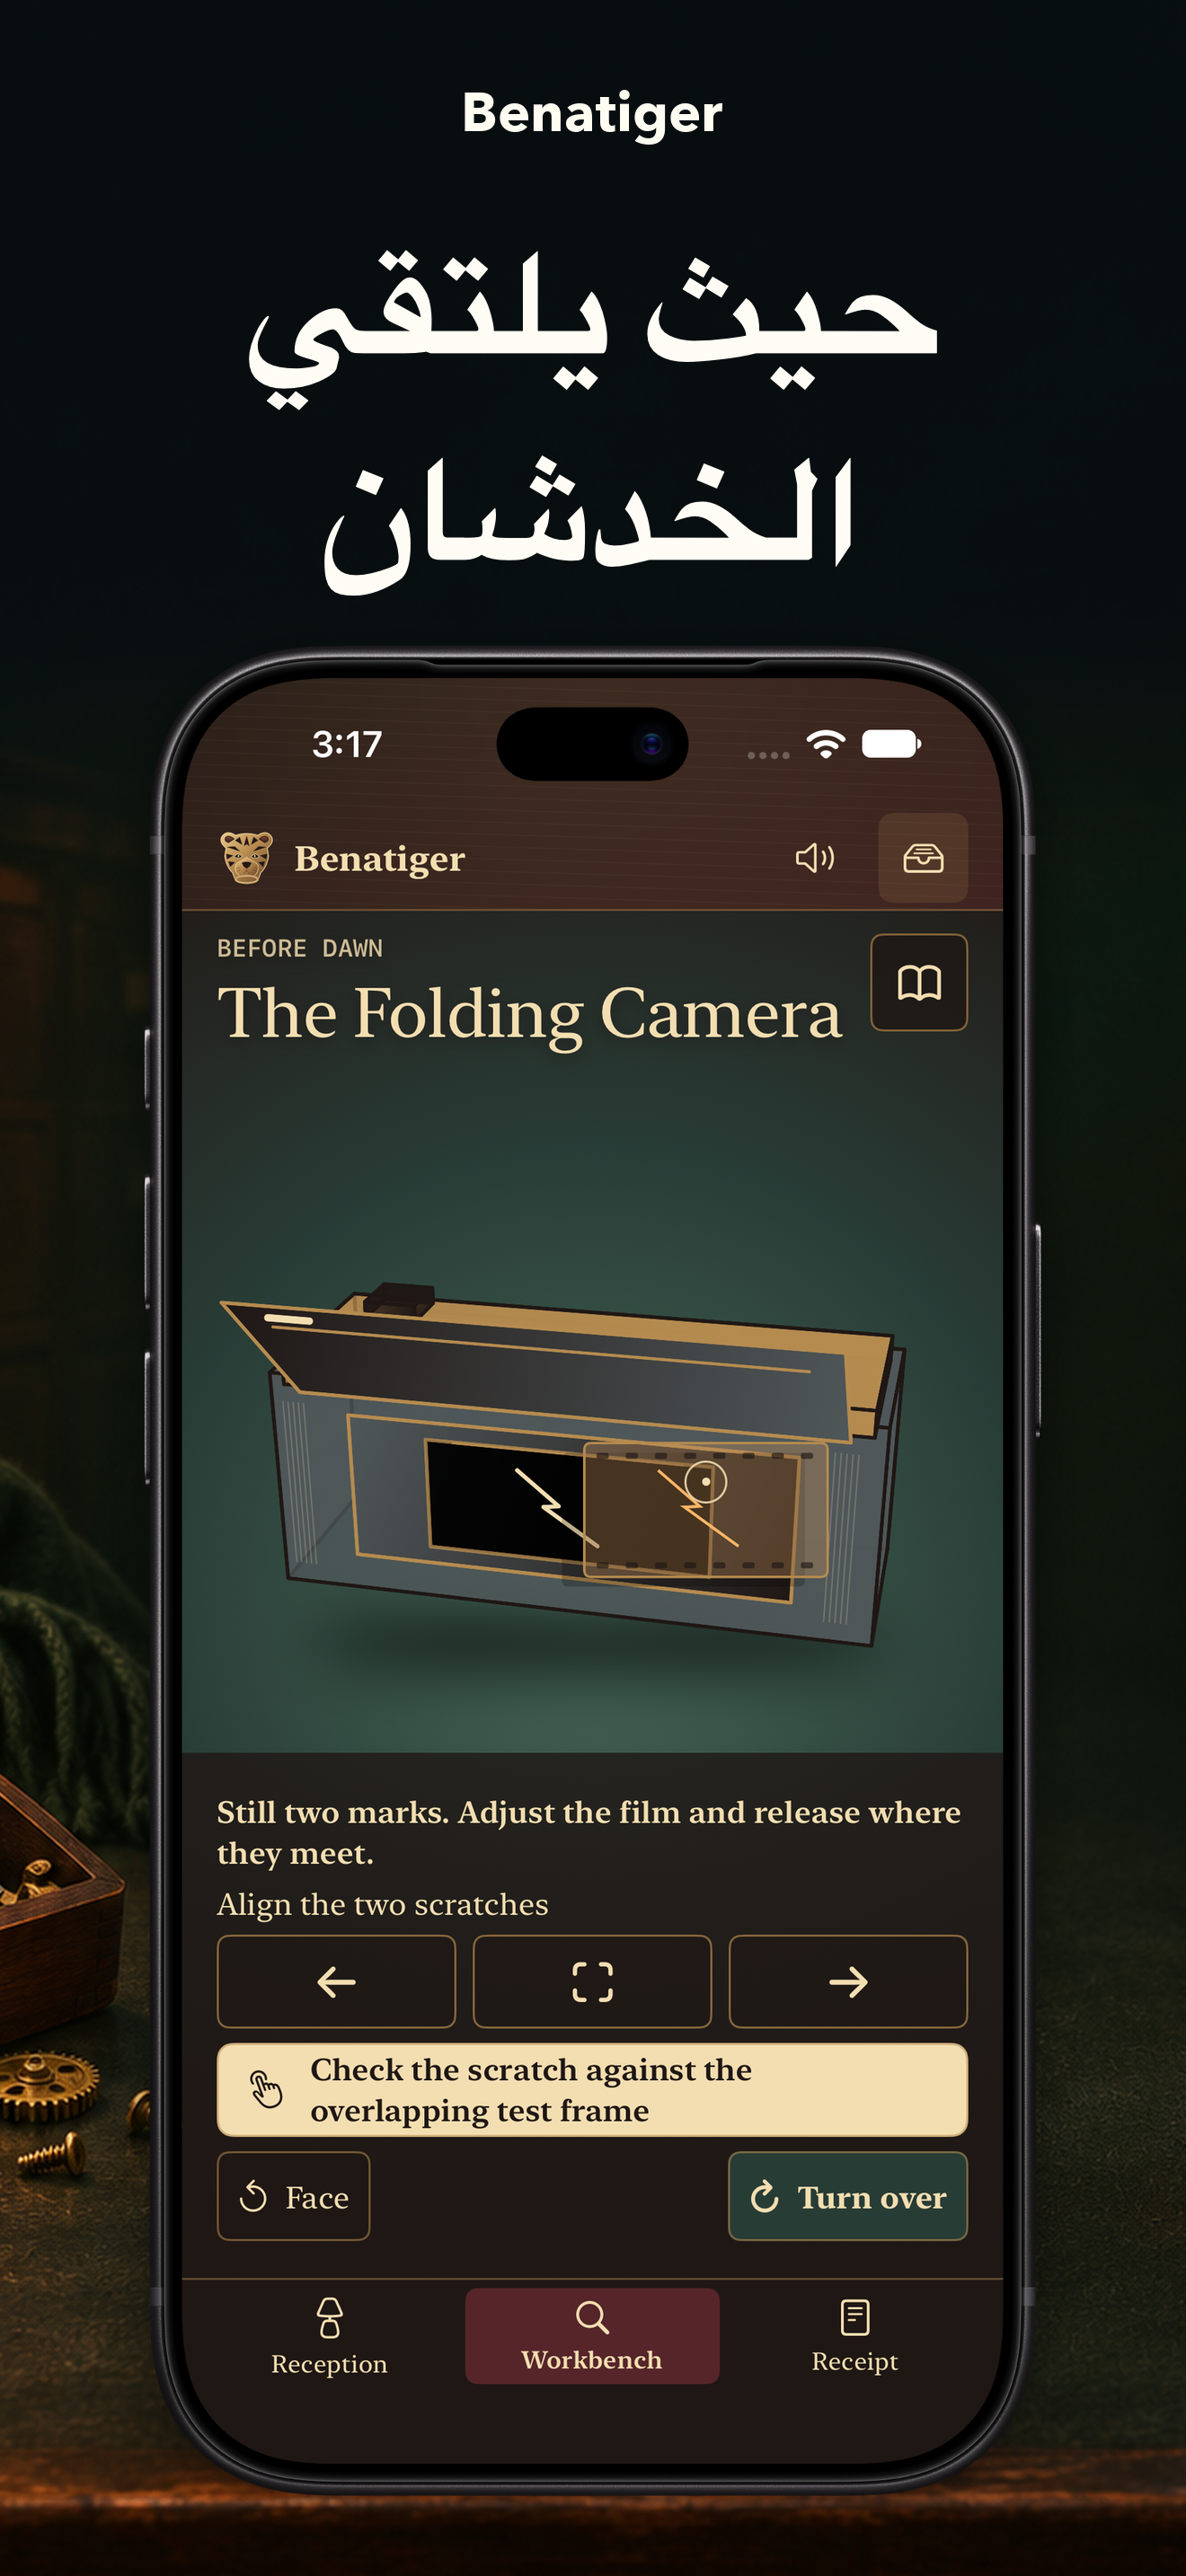 Benatiger
حيث يلتقي
الخدشان
3:17
Benatiger
BEFORE DAWN
The Folding Camera
Still two marks. Adjust the film and release where
they meet.
Align the two scratches
Check the scratch against the
overlapping test frame
Face
Turn over
Reception
Workbench
Receipt